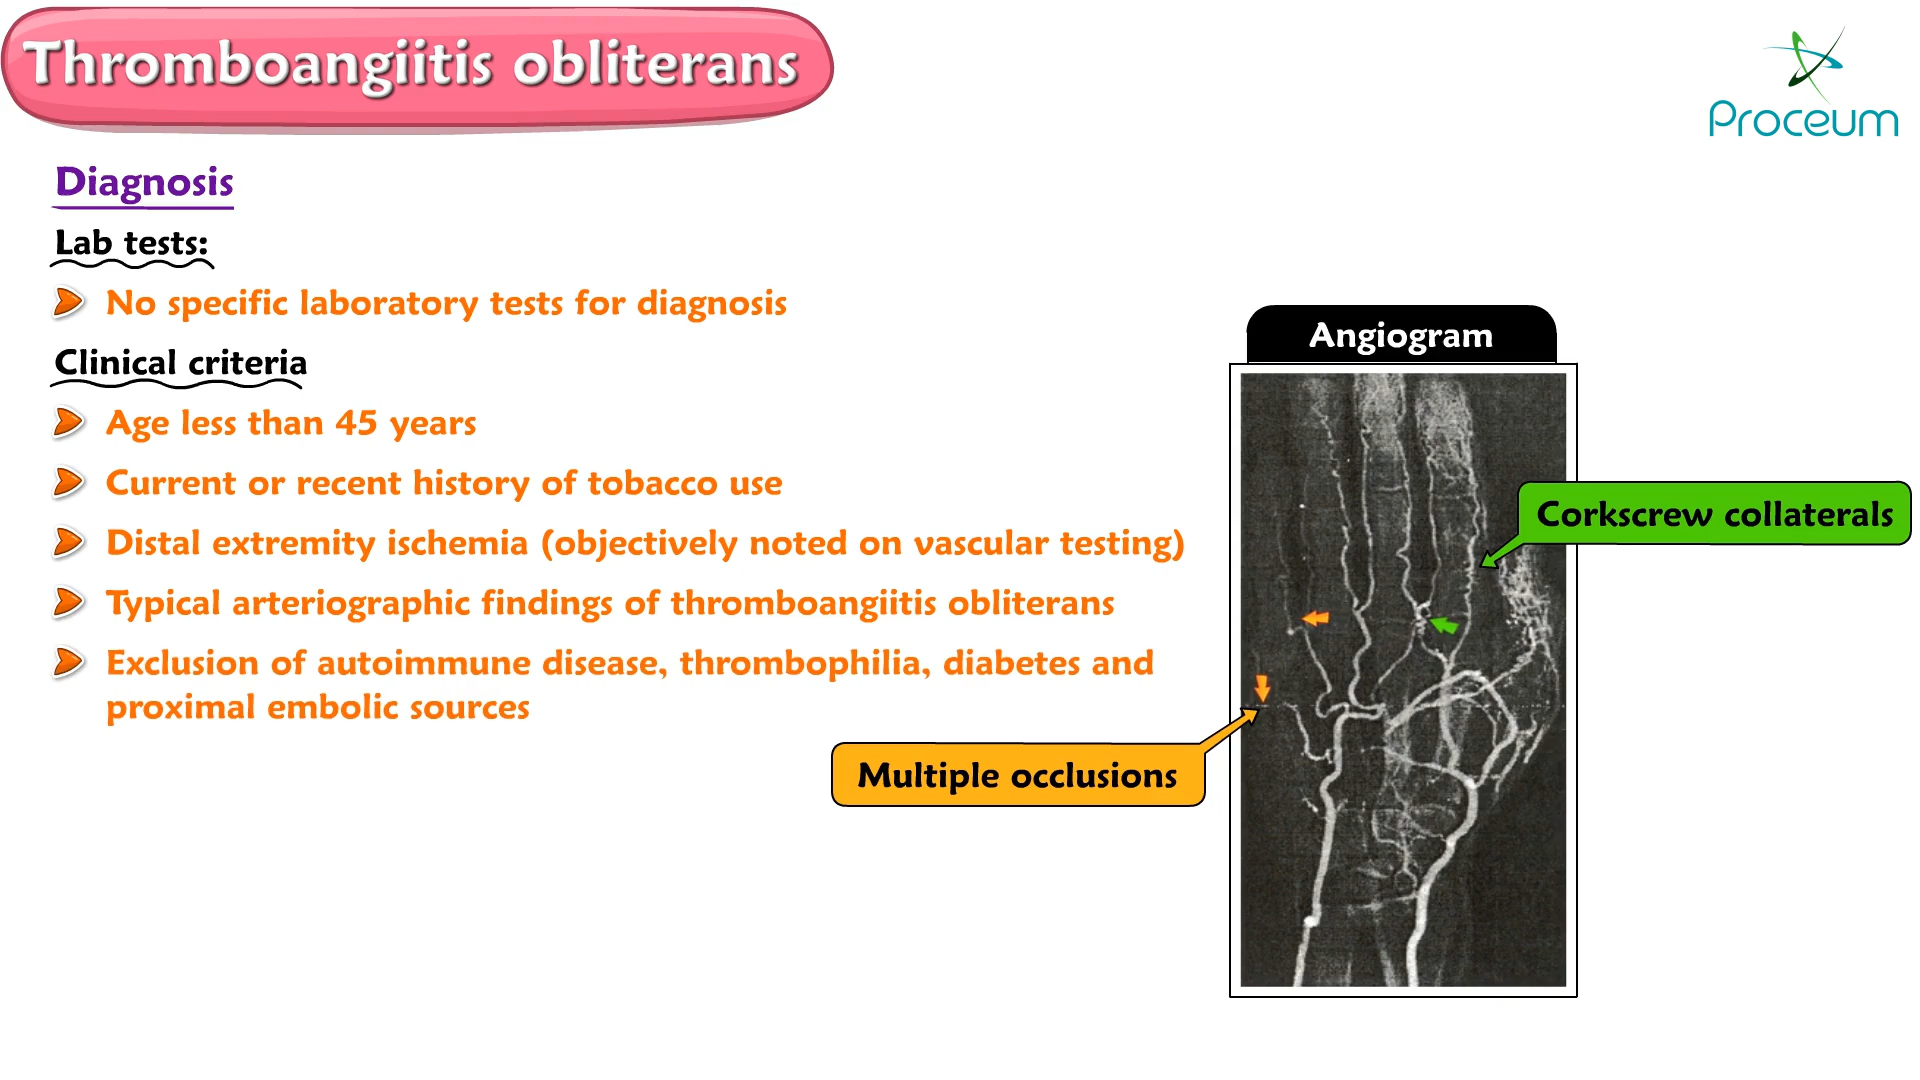 Thromboangiitis obliterans
Proceum
Diagnosis
Lab tests:
No specific laboratory tests for diagnosis
Clinical criteria
Age less than 45 years
Current or recent history of tobacco use
Distal extremity ischemia (objectively noted on vascular testing)
Typical arteriographic findings of thromboangiitis obliterans
Exclusion of autoimmune disease, thrombophilia, diabetes and
proximal embolic sources
Angiogram
Corkscrew collaterals
Multiple occlusions